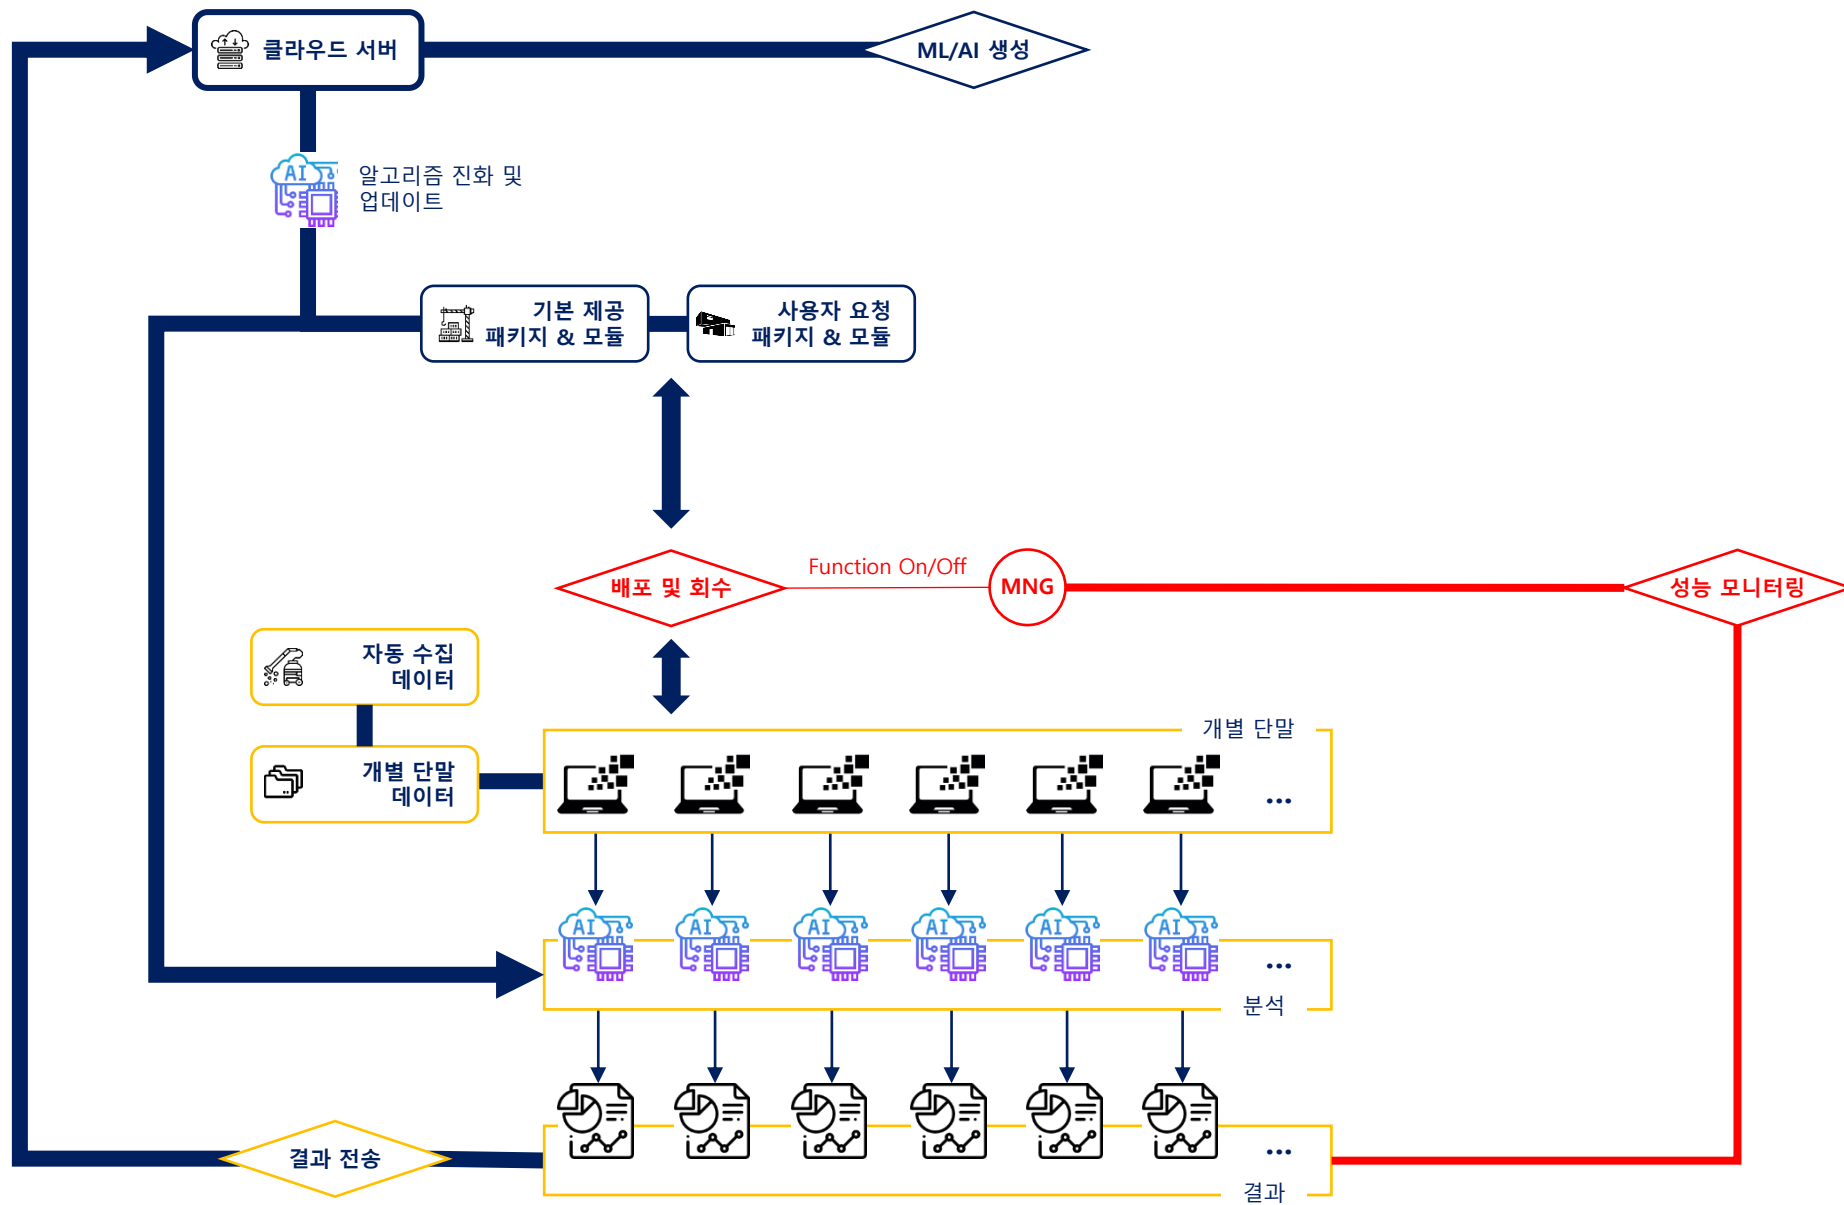 클라우드 서버
ML/AI 생성
AI
알고리즘 진화 및
업데이트
기본 제공
패키지 & 모듈
사용자 요청
패키지 & 모듈
배포 및 회수
Function On/Off
MNG
성능 모니터링
자동 수집
데이터
개별 단말
데이터
개별 단말
...
AI
AI
AI
AI
AI
AI
...
분석
결과 전송
...
결과